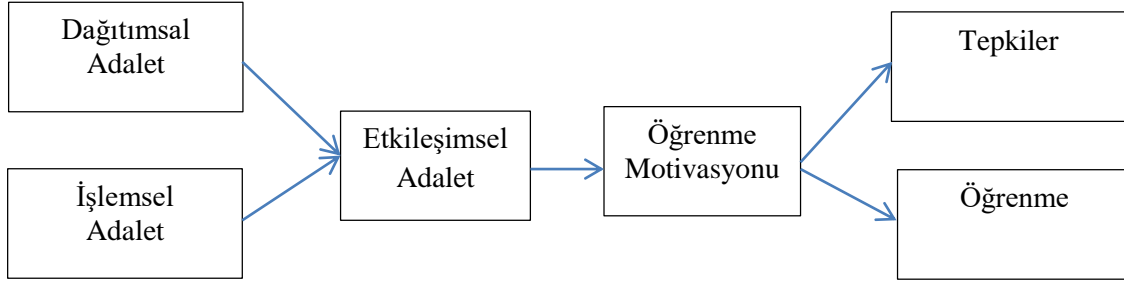 Dağıtımsal
Adalet
İşlemsel
Adalet
Etkileşimsel
Adalet
Öğrenme
Motivasyonu
Tepkiler
Öğrenme